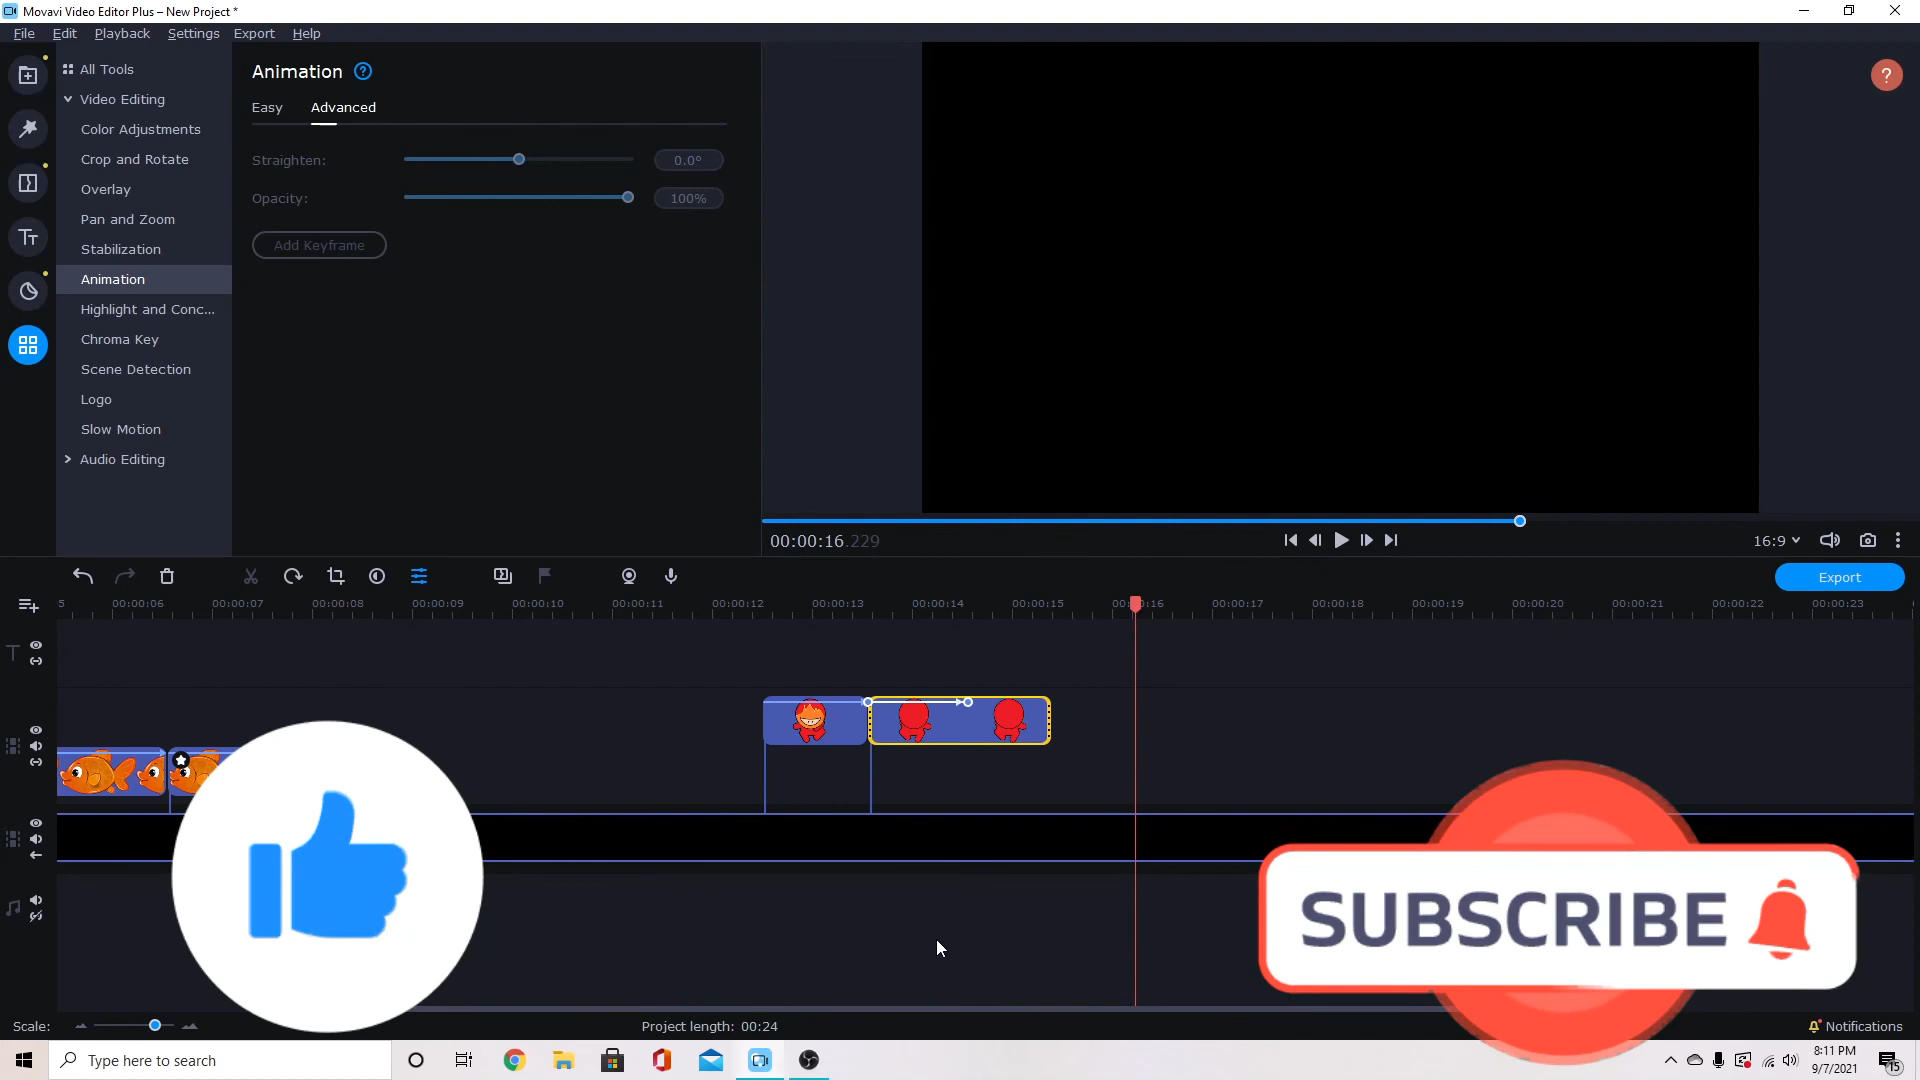 Movavi Video Editor Plus – New Project *
File Edit Playback Settings Export Help
All Tools
Video Editing
Color Adjustments
Crop and Rotate
Overlay
Pan and Zoom
Stabilization
Animation
Highlight and Conc...
Chroma Key
Scene Detection
Logo
Slow Motion
Audio Editing
Animation ?
Easy Advanced
Straighten: 0.0°
Opacity: 100%
Add Keyframe
?
00:00:16.229
16:9
Export
5 00:00:06 00:00:07 00:00:08 00:00:09 00:00:10 00:00:11 00:00:12 00:00:13 00:00:14 00:00:15 00:00:16 00:00:17 00:00:18 00:00:19 00:00:20 00:00:21 00:00:22 00:00:23
SUBSCRIBE
Scale:
Project length: 00:24
Notifications
Type here to search
8:11 PM
9/7/2021
15